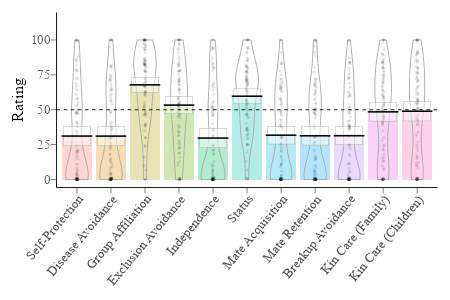 100
75
50
25
0
Rating
Self-Protection
Disease Avoidance
Group Affiliation
Exclusion Avoidance
Independence
Status
Mate Acquisition
Mate Retention
Breakup Avoidance
Kin Care (Family)
Kin Care (Children)